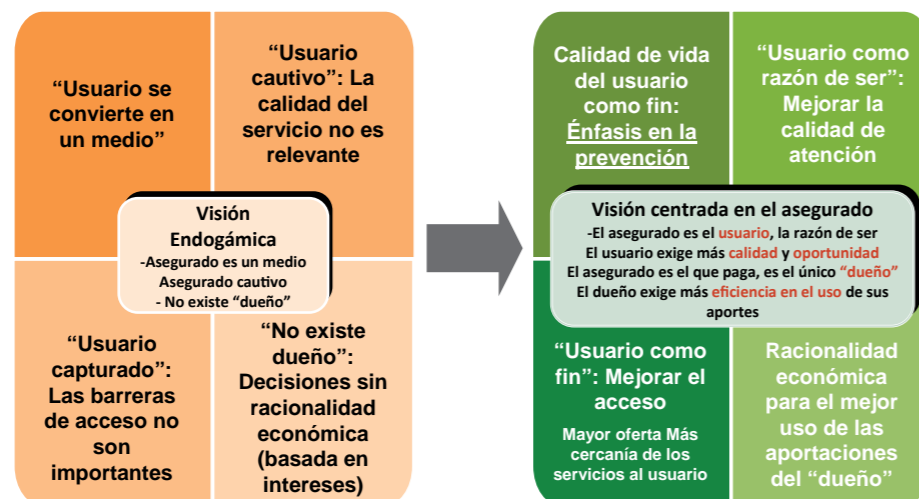 “Usuario se
convierte en
un medio”
“Usuario
cautivo”: La
calidad del
servicio no es
relevante
Visión
Endogámica
-Asegurado es un medio
Asegurado cautivo
- No existe “dueño”
“Usuario
capturado”:
Las barreras
de acceso no
son
importantes
“No existe
dueño”:
Decisiones sin
racionalidad
económica
(basada en
intereses)
Calidad de vida
del usuario
como fin:
Énfasis en la
prevención
“Usuario como
razón de ser”:
Mejorar la
calidad de
atención
Visión centrada en el asegurado
-El asegurado es el usuario, la razón de ser
El usuario exige más calidad y oportunidad
El asegurado es el que paga, es el único “dueño”
El dueño exige más eficiencia en el uso de sus
aportes
“Usuario como
fin”: Mejorar el
acceso
Mayor oferta Más
cercanía de los
servicios al usuario
Racionalidad
económica
para el mejor
uso de las
aportaciones
del “dueño”